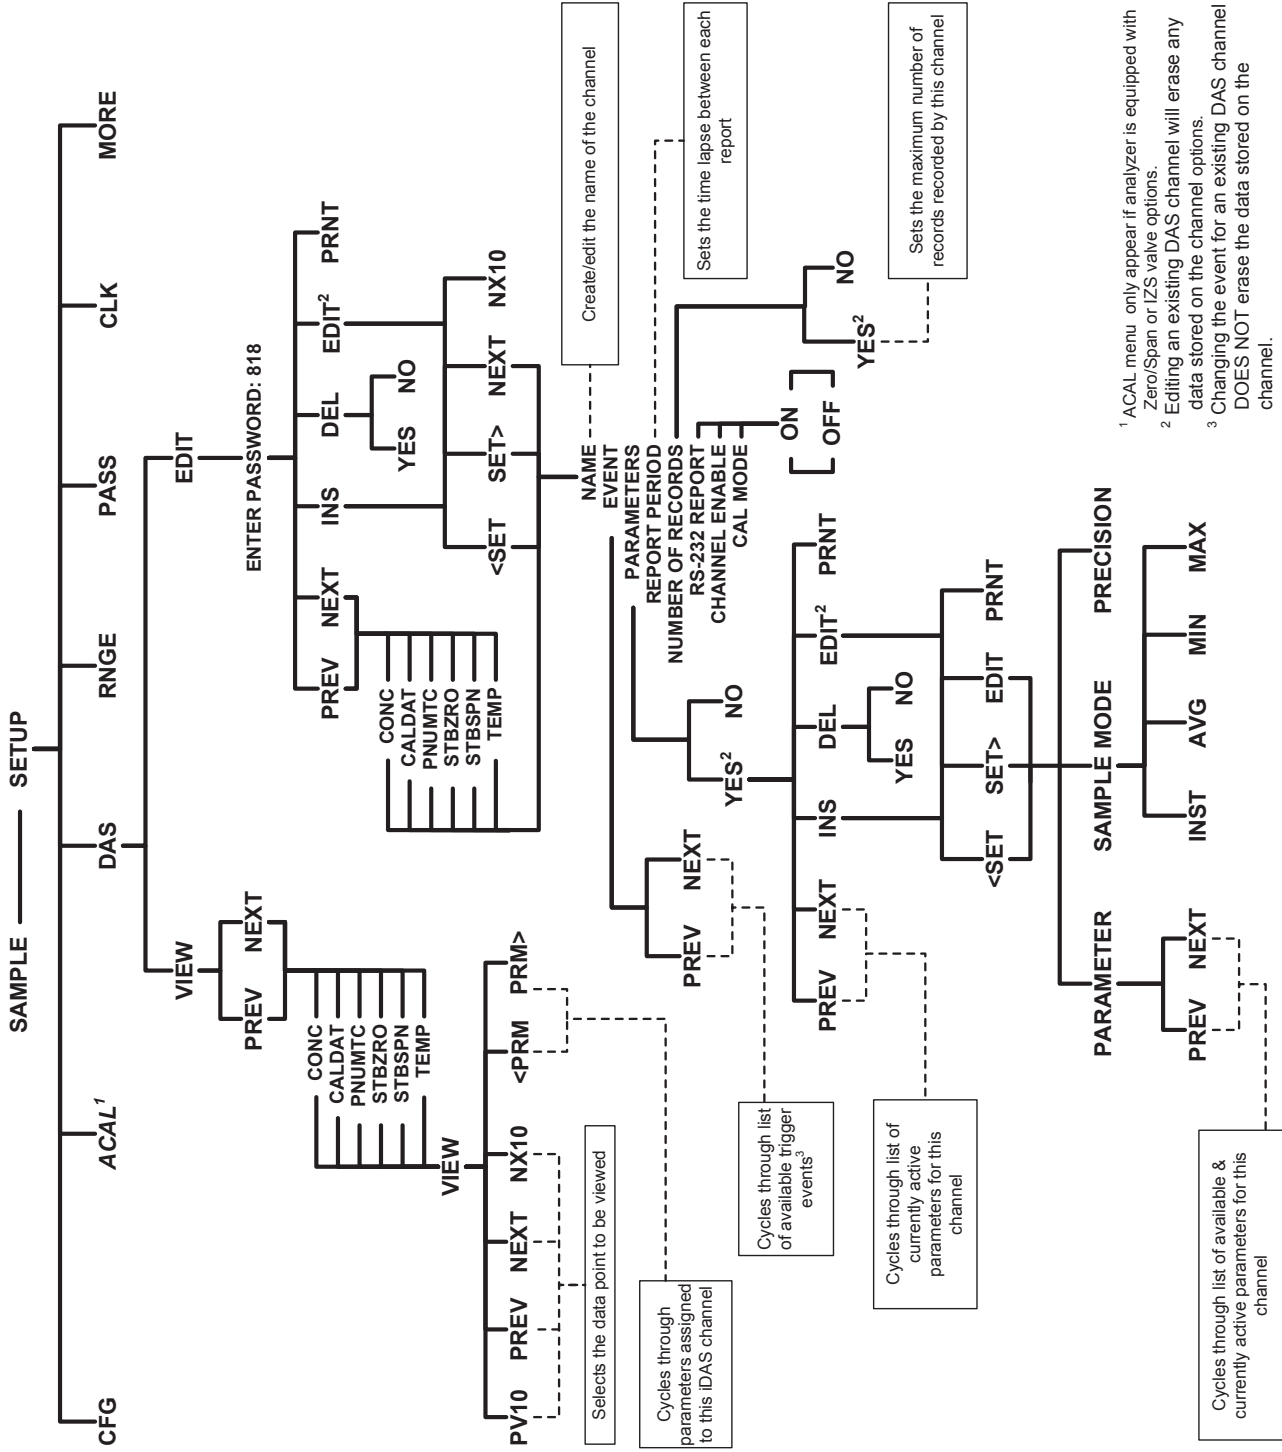 SAMPLE SETUP
CFG ACAL¹ DAS RNGE PASS CLK MORE
VIEW EDIT
PREV NEXT
ENTER PASSWORD: 818
CONC
CALDAT
PNUMTC
STBZRO
STBSPN
TEMP
VIEW
PV10 PREV NEXT NX10 <PRM PRM>
Selects the data point to be viewed
Cycles through
parameters assigned
to this iDAS channel
PREV NEXT INS DEL EDIT² PRNT
YES NO
CONC
CALDAT
PNUMTC
STBZRO
STBSPN
TEMP
<SET SET> NEXT NX10
NAME
EVENT
PARAMETERS
REPORT PERIOD
NUMBER OF RECORDS
RS-232 REPORT
CHANNEL ENABLE
CAL MODE
Create/edit the name of the channel
Sets the time lapse between each
report
YES² NO
Sets the maximum number of
records recorded by this channel
ON
OFF
PREV NEXT
Cycles through list
of available trigger
events³
YES² NO
PREV NEXT INS DEL EDIT² PRNT
YES NO
Cycles through list of
currently active
parameters for this
channel
<SET SET> EDIT PRNT
PARAMETER SAMPLE MODE PRECISION
PREV NEXT INST AVG MIN MAX
Cycles through list of available &
currently active parameters for this
channel
¹ ACAL menu only appear if analyzer is equipped with
Zero/Span or IZS valve options.
² Editing an existing DAS channel will erase any
data stored on the channel options.
³ Changing the event for an existing DAS channel
DOES NOT erase the data stored on the
channel.